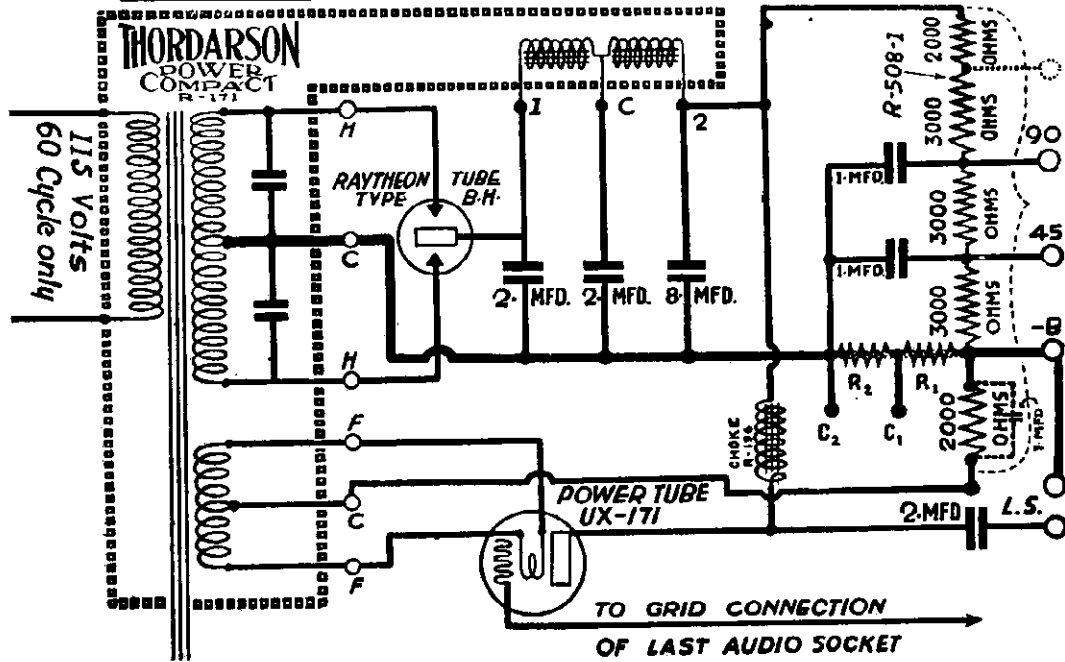 THORDARSON
POWER
COMPACT
R-171
115 Volts
60 Cycle only
H
C
H
F
C
F
I
C
2
RAYTHEON TUBE
TYPE B.H.
2. MFD.
2. MFD.
8. MFD.
R-508-1
2000
OHMS
3000
OHMS
3000
OHMS
3000
OHMS
1-MFD.
1-MFD.
90
45
-B
R₂
R₁
C₂
C₁
2000
OHMS
1-MFD
CHOKE
R-196
POWER TUBE
UX-171
2-MFD
L.S.
TO GRID CONNECTION
OF LAST AUDIO SOCKET